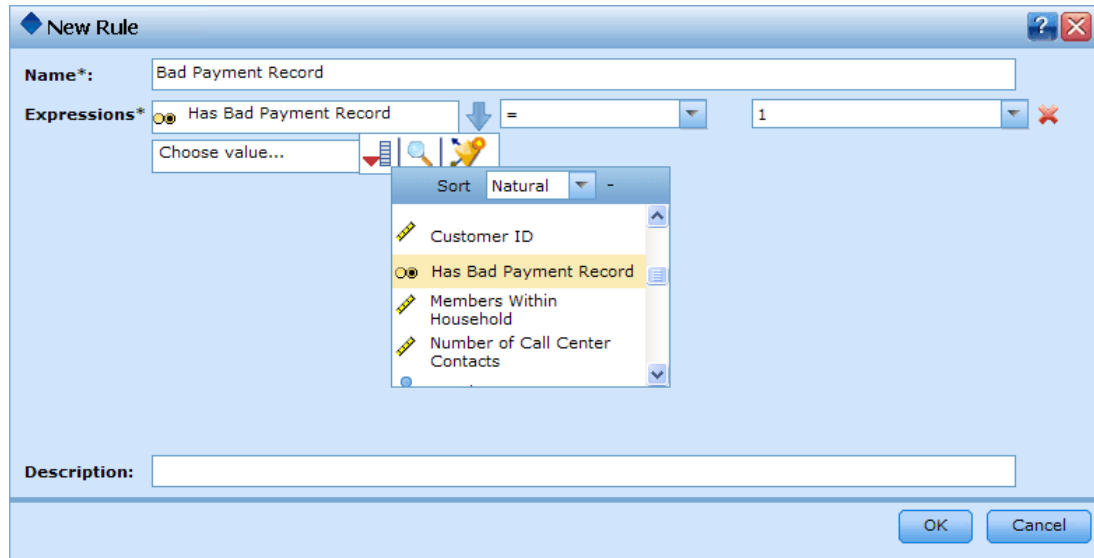 New Rule
?
Name*: Bad Payment Record
Expressions* Has Bad Payment Record = 1
Choose value...
Sort Natural -
Customer ID
Has Bad Payment Record
Members Within
Household
Number of Call Center
Contacts
Description:
OK Cancel